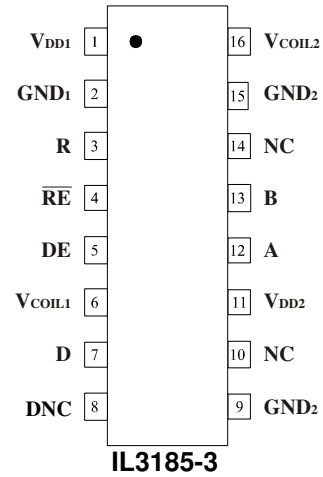 VDD1 1 16 VCOIL2
GND1 2 15 GND2
R 3 14 NC
R̅E̅ 4 13 B
DE 5 12 A
VCOIL1 6 11 VDD2
D 7 10 NC
DNC 8 9 GND2
IL3185-3